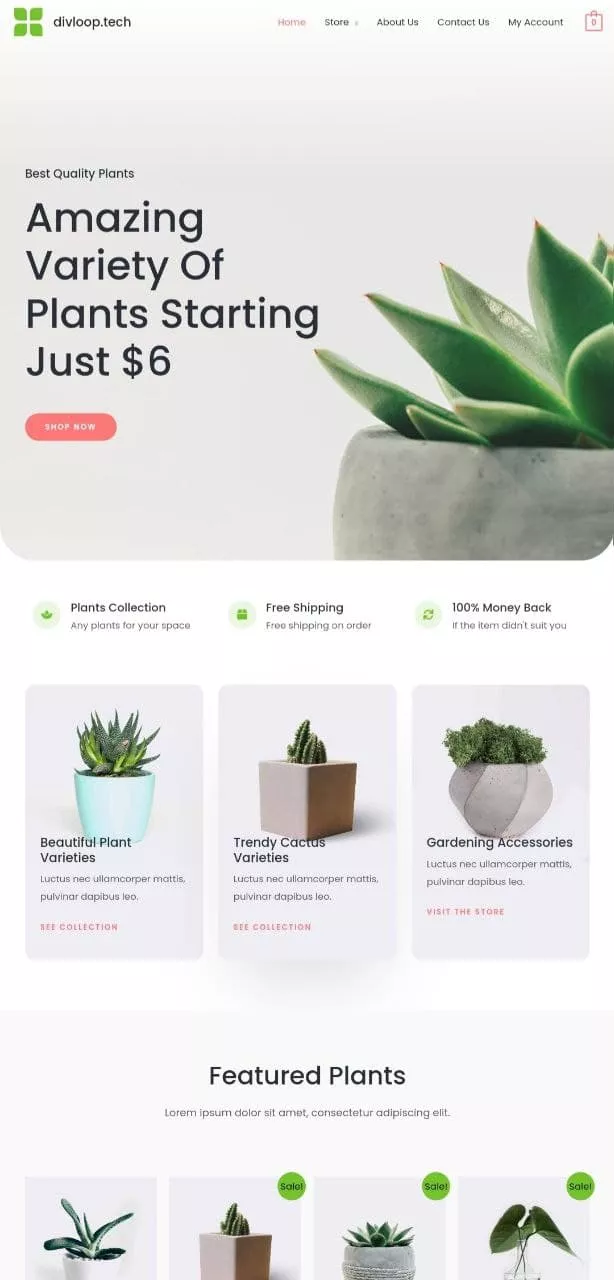 divloop.tech
Home Store About Us Contact Us My Account 0
Best Quality Plants
Amazing
Variety Of
Plants Starting
Just $6
SHOP NOW
Plants Collection
Any plants for your space
Free Shipping
Free shipping on order
100% Money Back
If the item didn't suit you
Beautiful Plant
Varieties
Luctus nec ullamcorper mattis,
pulvinar dapibus leo.
SEE COLLECTION
Trendy Cactus
Varieties
Luctus nec ullamcorper mattis,
pulvinar dapibus leo.
SEE COLLECTION
Gardening Accessories
Luctus nec ullamcorper mattis,
pulvinar dapibus leo.
VISIT THE STORE
Featured Plants
Lorem ipsum dolor sit amet, consectetur adipiscing elit.
Sale!
Sale!
Sale!